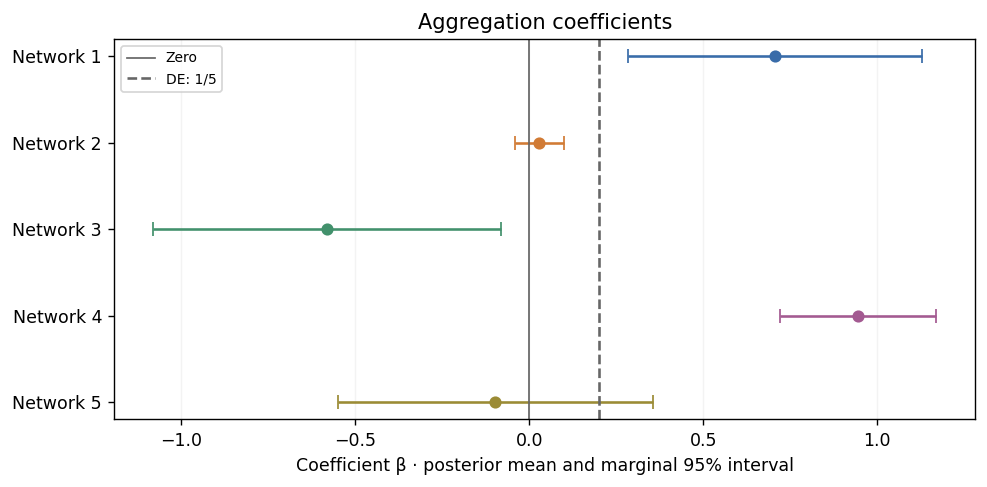 Aggregation coefficients
Zero
DE: 1/5
Network 1
Network 2
Network 3
Network 4
Network 5
−1.0 −0.5 0.0 0.5 1.0
Coefficient β · posterior mean and marginal 95% interval